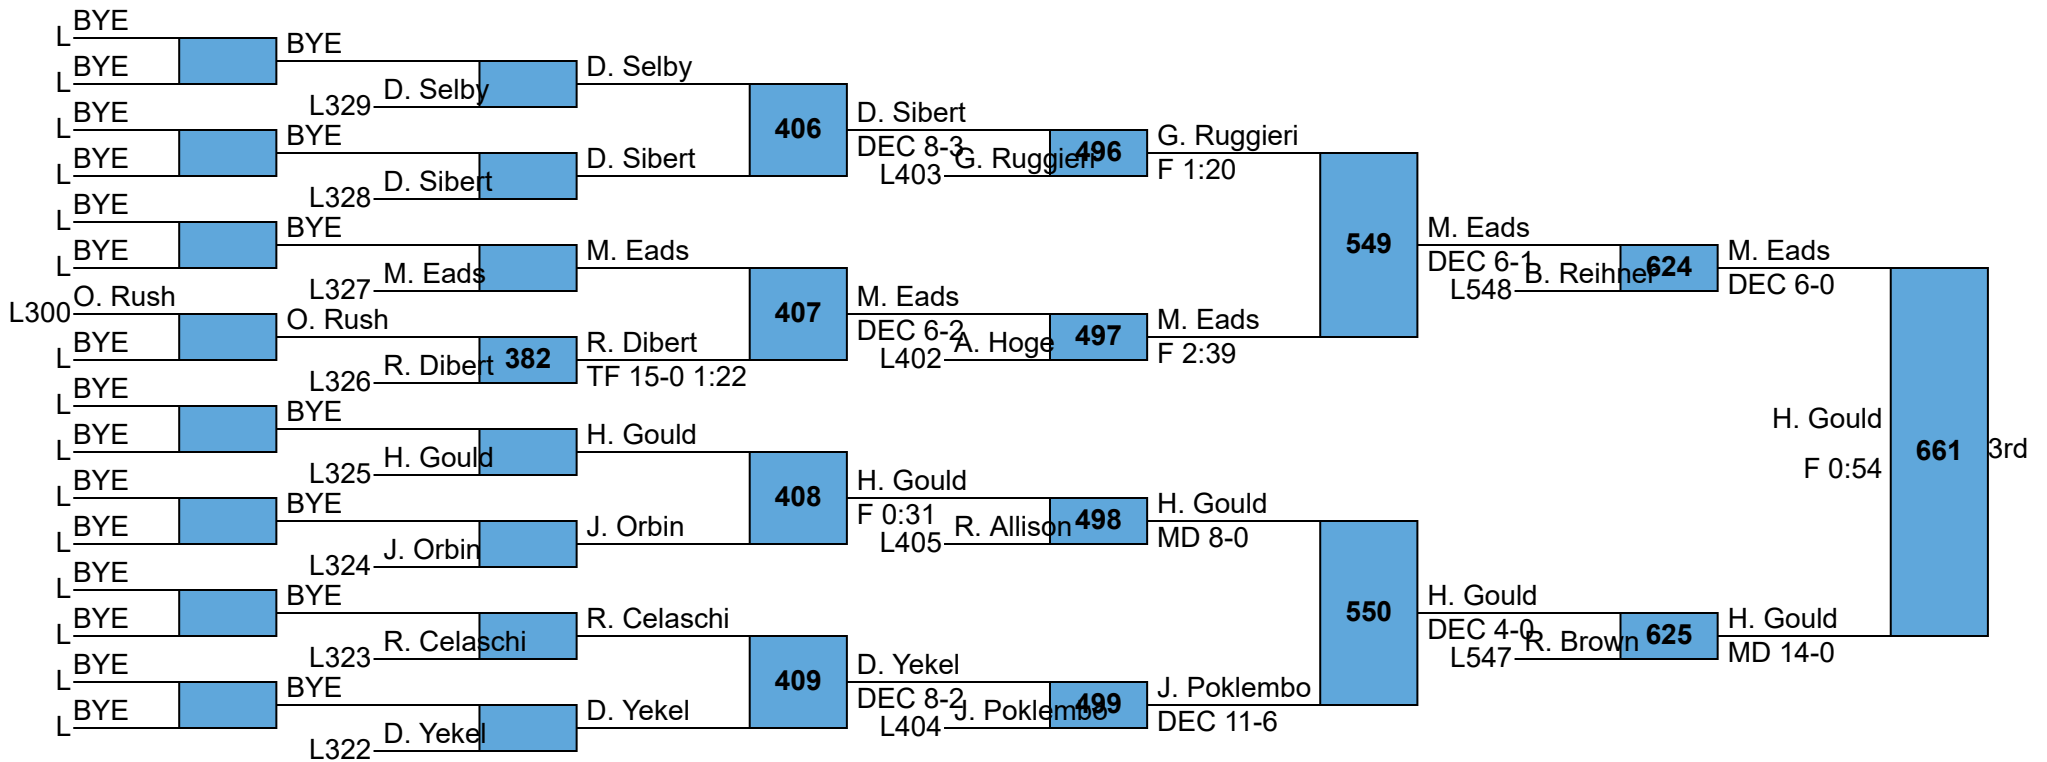 BYE
L
BYE
L
BYE
L
BYE
L
BYE
L
BYE
L
O. Rush
L300
BYE
L
BYE
L
BYE
L
BYE
L
BYE
L
BYE
L
BYE
L
BYE
L
BYE
L
BYE
D. Selby
L329
BYE
D. Sibert
L328
BYE
M. Eads
L327
O. Rush
382
R. Dibert
L326
BYE
H. Gould
L325
BYE
J. Orbin
L324
BYE
R. Celaschi
L323
BYE
D. Yekel
L322
D. Selby
406
D. Sibert
M. Eads
407
R. Dibert
TF 15-0 1:22
H. Gould
408
J. Orbin
R. Celaschi
409
D. Yekel
D. Sibert
DEC 8-3
496
G. Ruggieri
L403
M. Eads
DEC 6-2
497
A. Hoge
L402
H. Gould
F 0:31
498
R. Allison
L405
D. Yekel
DEC 8-2
499
J. Poklembo
L404
G. Ruggieri
F 1:20
549
M. Eads
F 2:39
H. Gould
MD 8-0
550
J. Poklembo
DEC 11-6
M. Eads
DEC 6-1
624
B. Reihner
L548
H. Gould
DEC 4-0
625
R. Brown
L547
M. Eads
DEC 6-0
H. Gould
MD 14-0
H. Gould
F 0:54
661
3rd